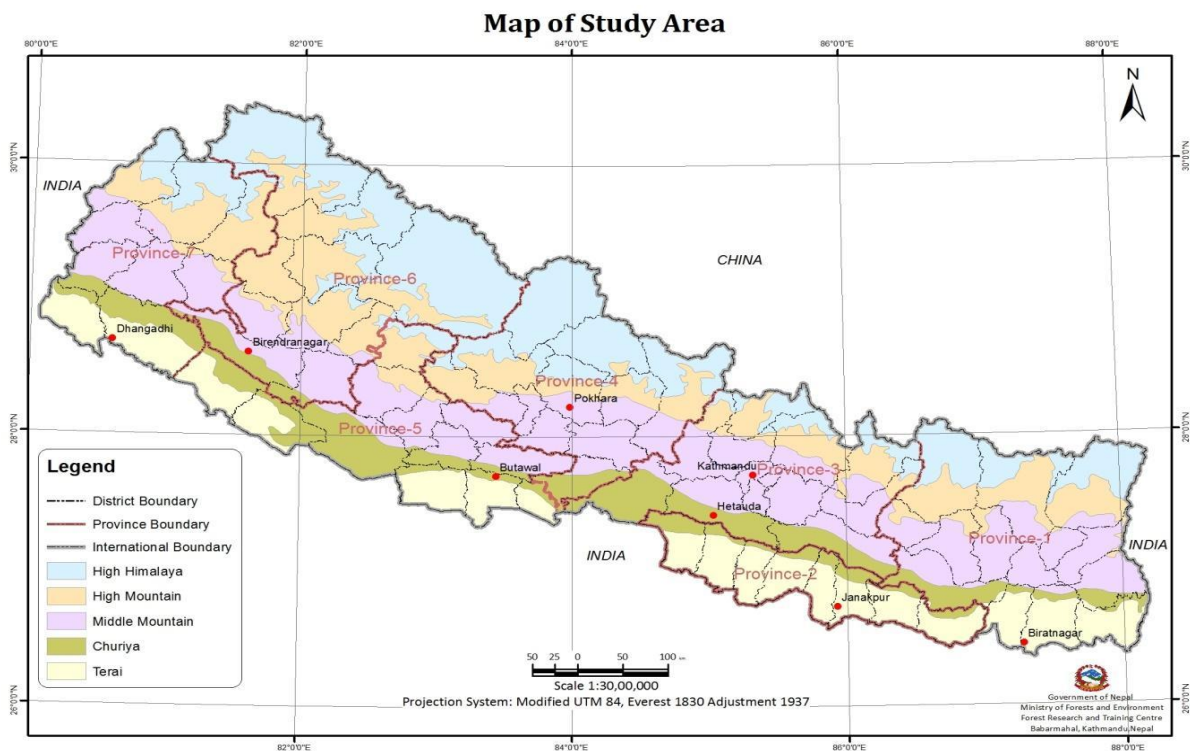 Map of Study Area
80°0'0"E
82°0'0"E
84°0'0"E
86°0'0"E
88°0'0"E
N
30°0'0"N
30°0'0"N
INDIA
CHINA
Province-7
Province-6
Dhangadhi
Birendranagar
Province-4
Pokhara
28°0'0"N
28°0'0"N
Province-5
Butawal
Kathmandu
Province-3
Hetauda
Province-1
INDIA
INDIA
Province-2
Janakpur
Biratnagar
Legend
District Boundary
Province Boundary
International Boundary
High Himalaya
High Mountain
Middle Mountain
Churiya
Terai
50 25 0 50 100
Scale 1:30,00,000
Projection System: Modified UTM 84, Everest 1830 Adjustment 1937
Government of Nepal
Ministry of Forests and Environment
Forest Research and Training Centre
Babarmahal, Kathmandu,Nepal
26°0'0"N
26°0'0"N
82°0'0"E
84°0'0"E
86°0'0"E
88°0'0"E